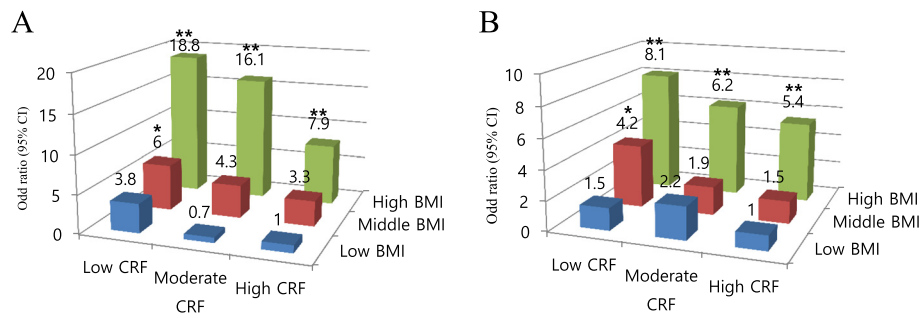 A
Odd ratio (95% CI)
20
15
10
5
0
**
18.8
**
16.1
**
7.9
*
6
4.3
3.3
3.8
0.7
1
High BMI
Middle BMI
Low BMI
Low CRF
Moderate
CRF
High CRF
B
Odd ratio (95% CI)
10
8
6
4
2
0
**
8.1
**
6.2
**
5.4
*
4.2
1.9
1.5
1.5
2.2
1
High BMI
Middle BMI
Low BMI
Low CRF
Moderate
CRF
High CRF